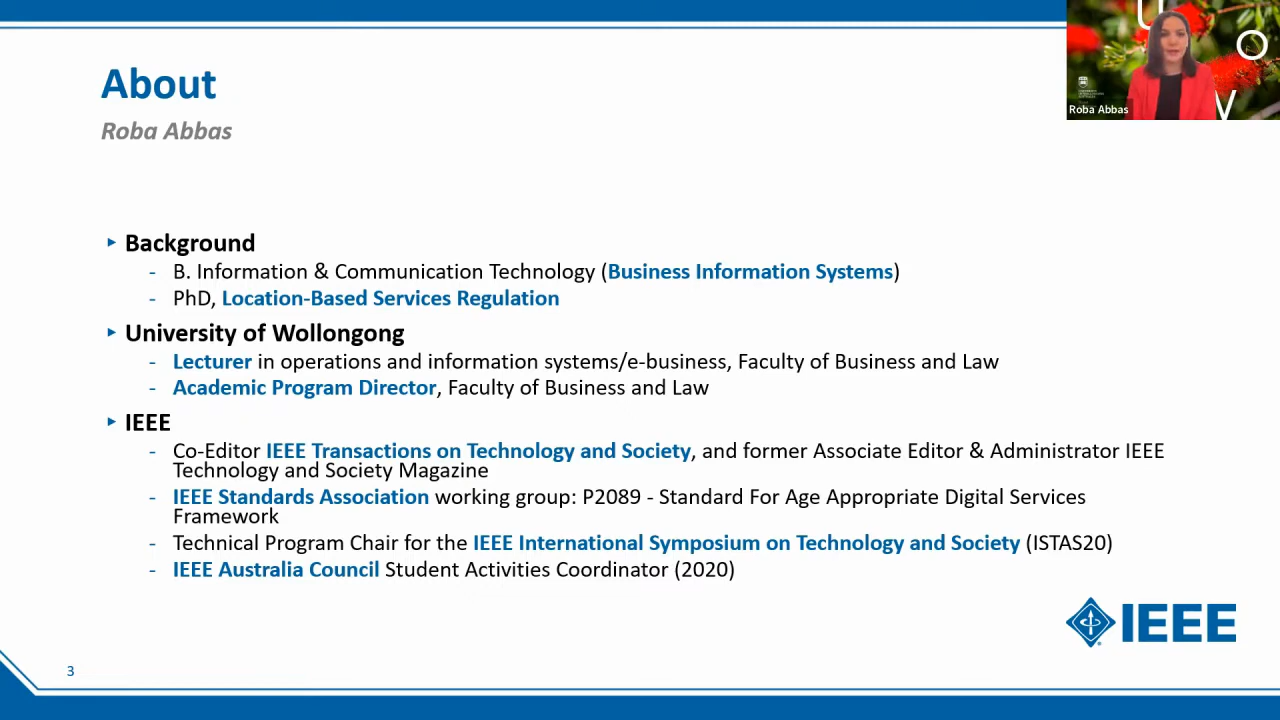 About
Roba Abbas
U
O
W
Roba Abbas
Background
- B. Information & Communication Technology (Business Information Systems)
- PhD, Location-Based Services Regulation
University of Wollongong
- Lecturer in operations and information systems/e-business, Faculty of Business and Law
- Academic Program Director, Faculty of Business and Law
IEEE
- Co-Editor IEEE Transactions on Technology and Society, and former Associate Editor & Administrator IEEE
Technology and Society Magazine
- IEEE Standards Association working group: P2089 - Standard For Age Appropriate Digital Services
Framework
- Technical Program Chair for the IEEE International Symposium on Technology and Society (ISTAS20)
- IEEE Australia Council Student Activities Coordinator (2020)
IEEE
3